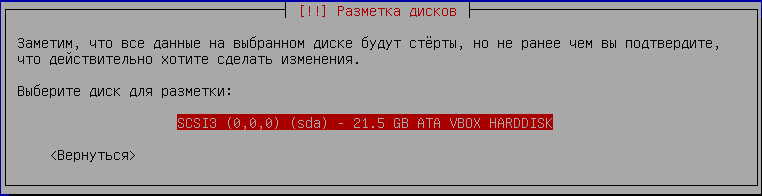 [!!] Разметка дисков
Заметим, что все данные на выбранном диске будут стёрты, но не ранее чем вы подтвердите,
что действительно хотите сделать изменения.
Выберите диск для разметки:
SCSI3 (0,0,0) (sda) - 21.5 GB ATA VBOX HARDDISK
<Вернуться>